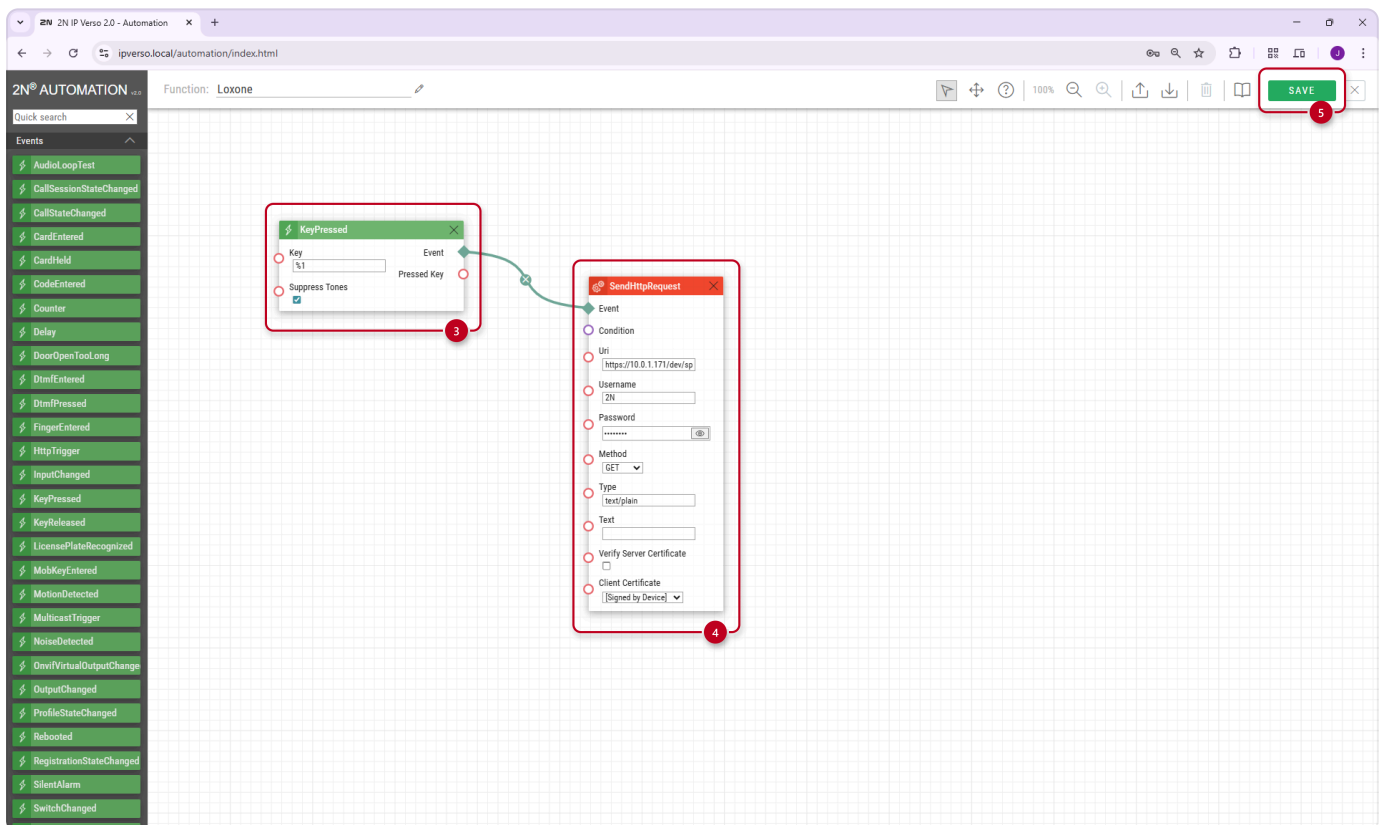 2N 2N IP Verso 2.0 - Automation
ipverso.local/automation/index.html
J
2N® AUTOMATION v2.0
Function: Loxone
100%
SAVE
5
Quick search
Events
AudioLoopTest
CallSessionStateChanged
CallStateChanged
CardEntered
CardHeld
CodeEntered
Counter
Delay
DoorOpenTooLong
DtmfEntered
DtmfPressed
FingerEntered
HttpTrigger
InputChanged
KeyPressed
KeyReleased
LicensePlateRecognized
MobKeyEntered
MotionDetected
MulticastTrigger
NoiseDetected
OnvifVirtualOutputChange
OutputChanged
ProfileStateChanged
Rebooted
RegistrationStateChanged
SilentAlarm
SwitchChanged
KeyPressed
Key
Event
%1
Pressed Key
Suppress Tones
3
SendHttpRequest
Event
Condition
Uri
https://10.0.1.171/dev/sp
Username
2N
Password
••••••••
Method
GET
Type
text/plain
Text
Verify Server Certificate
Client Certificate
[Signed by Device]
4